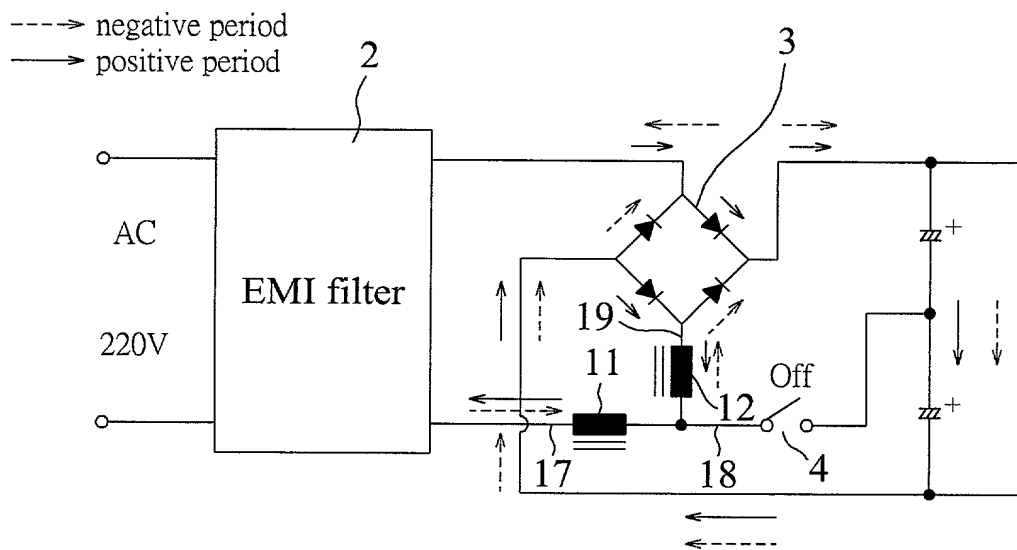 negative period
positive period
2
3
AC
EMI filter
220V
+
19
11
12
Off
+
17
18
4